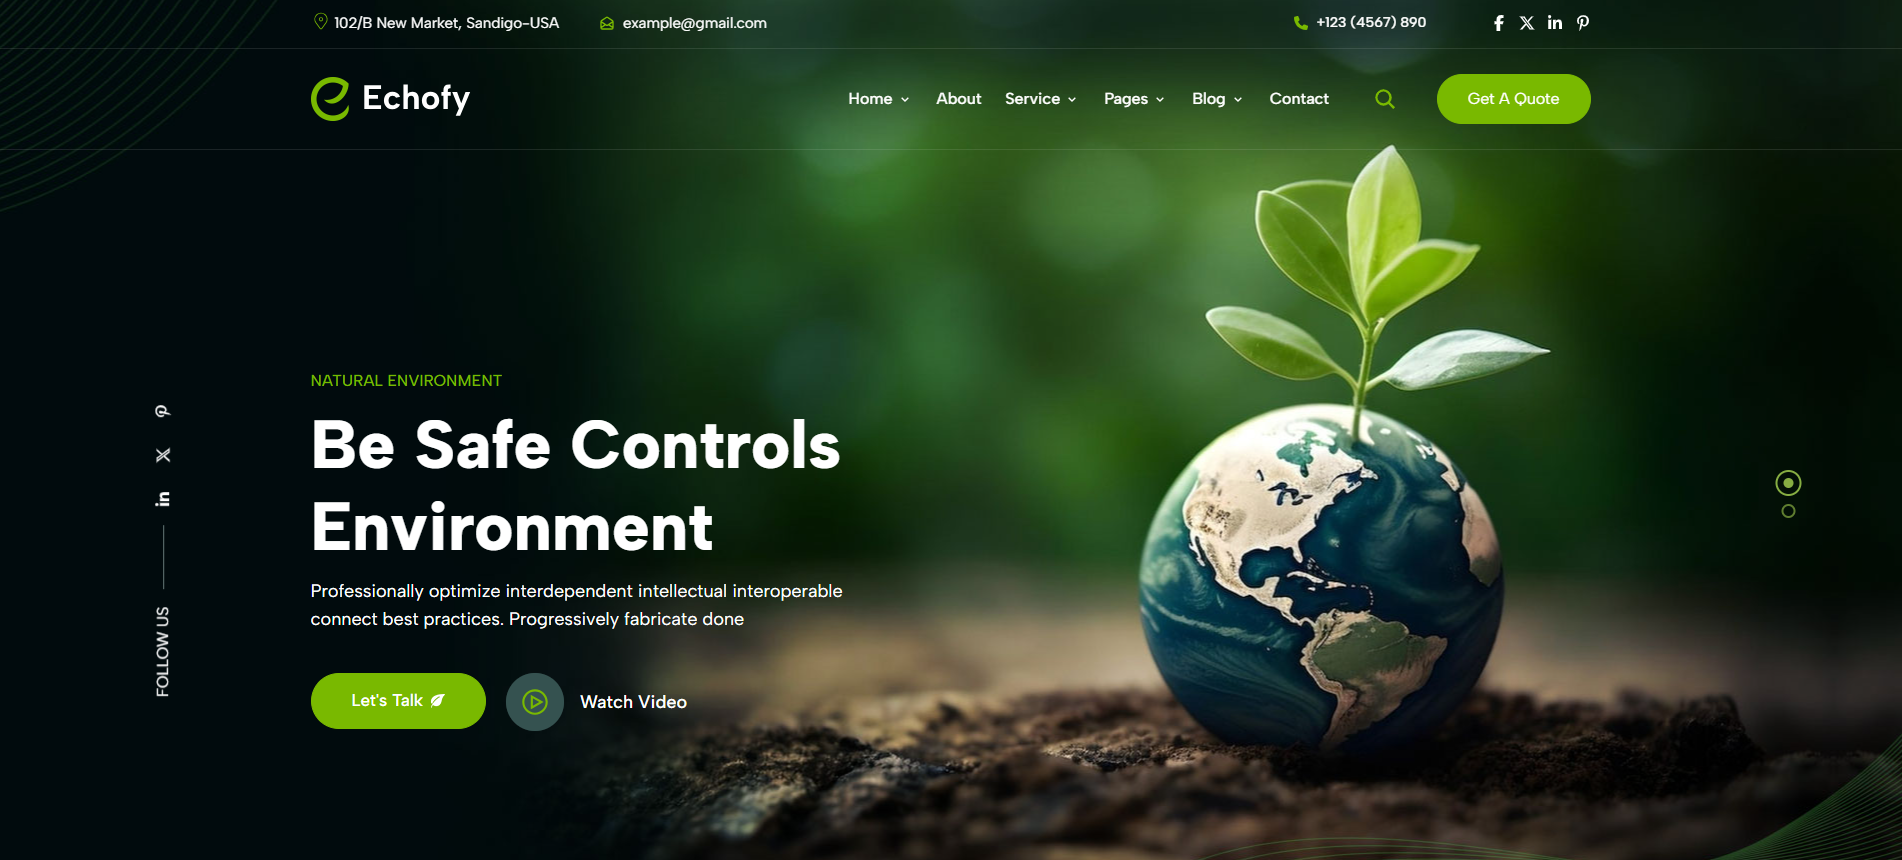 102/B New Market, Sandigo-USA
example@gmail.com
+123 (4567) 890
Echofy
Home
About
Service
Pages
Blog
Contact
Get A Quote
NATURAL ENVIRONMENT
Be Safe Controls
Environment
Professionally optimize interdependent intellectual interoperable
connect best practices. Progressively fabricate done
Let's Talk
Watch Video
FOLLOW US